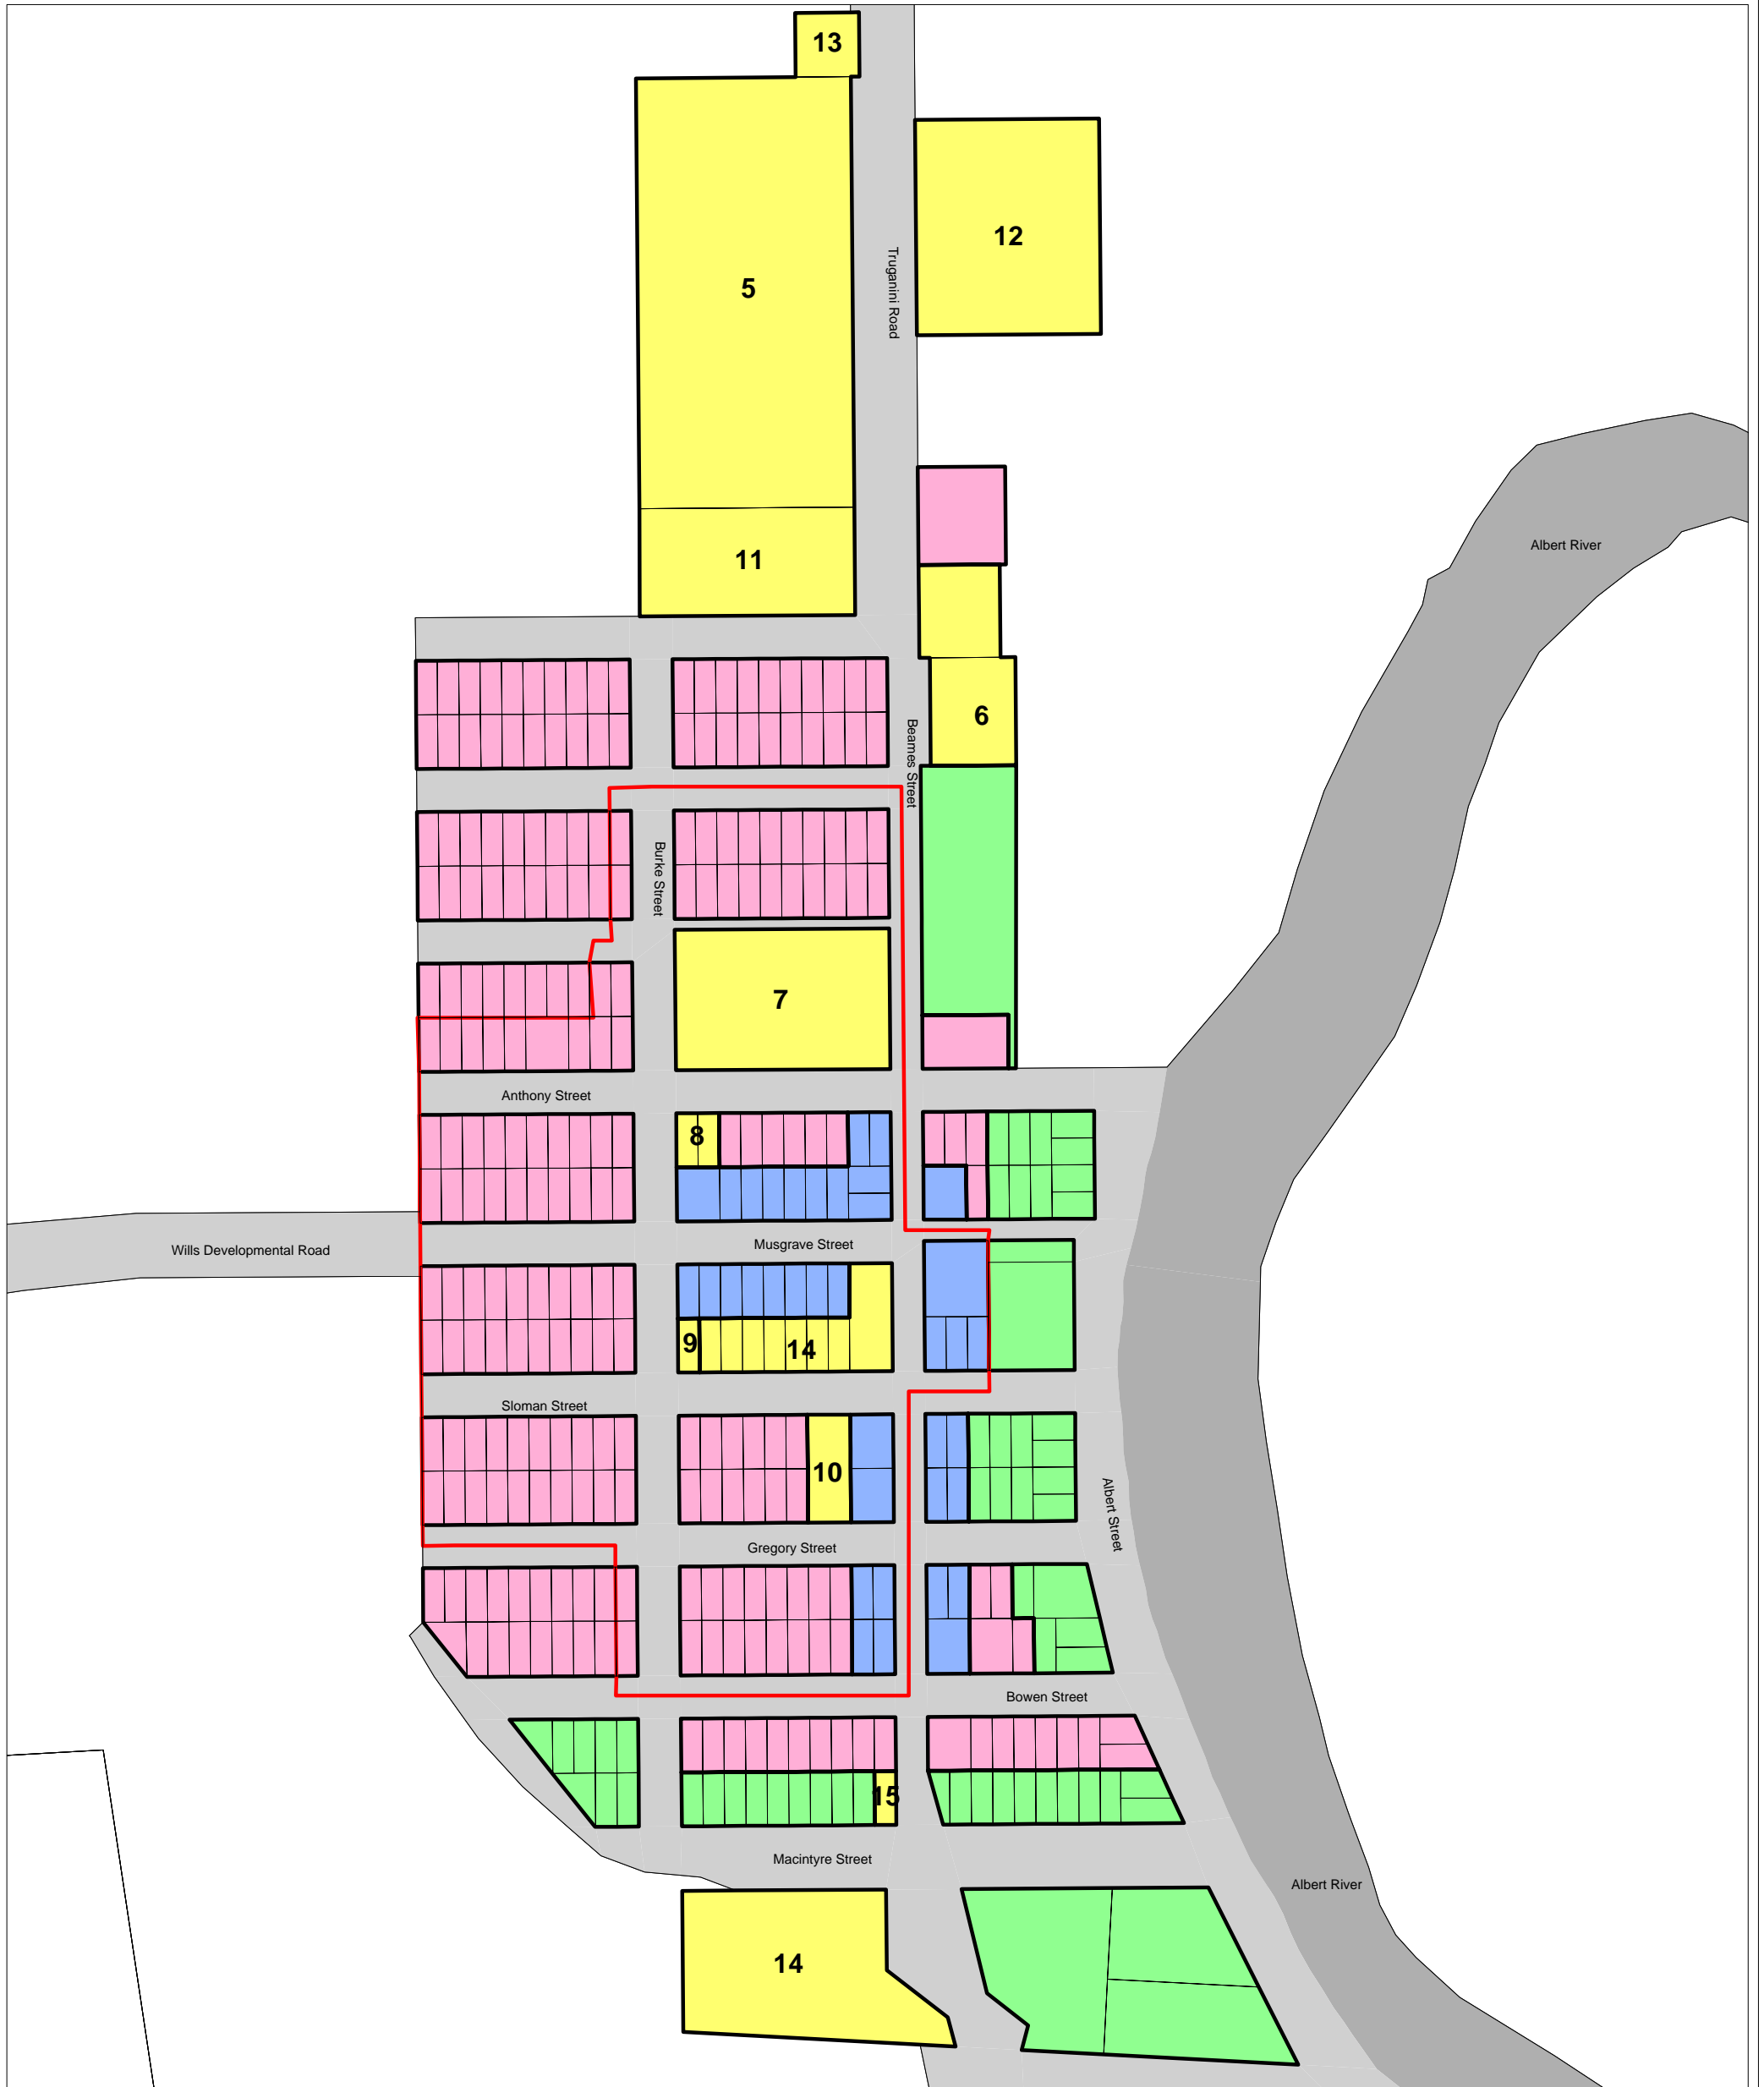 13
12
5
Truganini Road
Albert River
11
6
Beames Street
Burke Street
7
Anthony Street
8
Musgrave Street
Wills Developmental Road
9
14
Sloman Street
10
Albert Street
Gregory Street
Bowen Street
15
Macintyre Street
Albert River
14